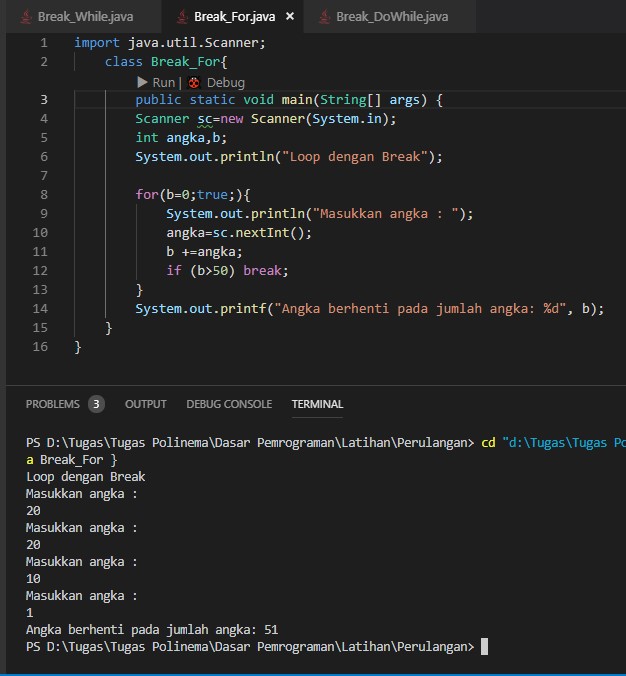 Break_While.java Break_For.java × Break_DoWhile.java
1 import java.util.Scanner;
2 class Break_For{
Run | Debug
3 public static void main(String[] args) {
4 Scanner sc=new Scanner(System.in);
5 int angka,b;
6 System.out.println("Loop dengan Break");
7
8 for(b=0;true;){
9 System.out.println("Masukkan angka : ");
10 angka=sc.nextInt();
11 b +=angka;
12 if (b>50) break;
13 }
14 System.out.printf("Angka berhenti pada jumlah angka: %d", b);
15 }
16 }
PROBLEMS 3 OUTPUT DEBUG CONSOLE TERMINAL
PS D:\Tugas\Tugas Polinema\Dasar Pemrograman\Latihan\Perulangan> cd "d:\Tugas\Tugas Po
a Break_For }
Loop dengan Break
Masukkan angka :
20
Masukkan angka :
20
Masukkan angka :
10
Masukkan angka :
1
Angka berhenti pada jumlah angka: 51
PS D:\Tugas\Tugas Polinema\Dasar Pemrograman\Latihan\Perulangan>